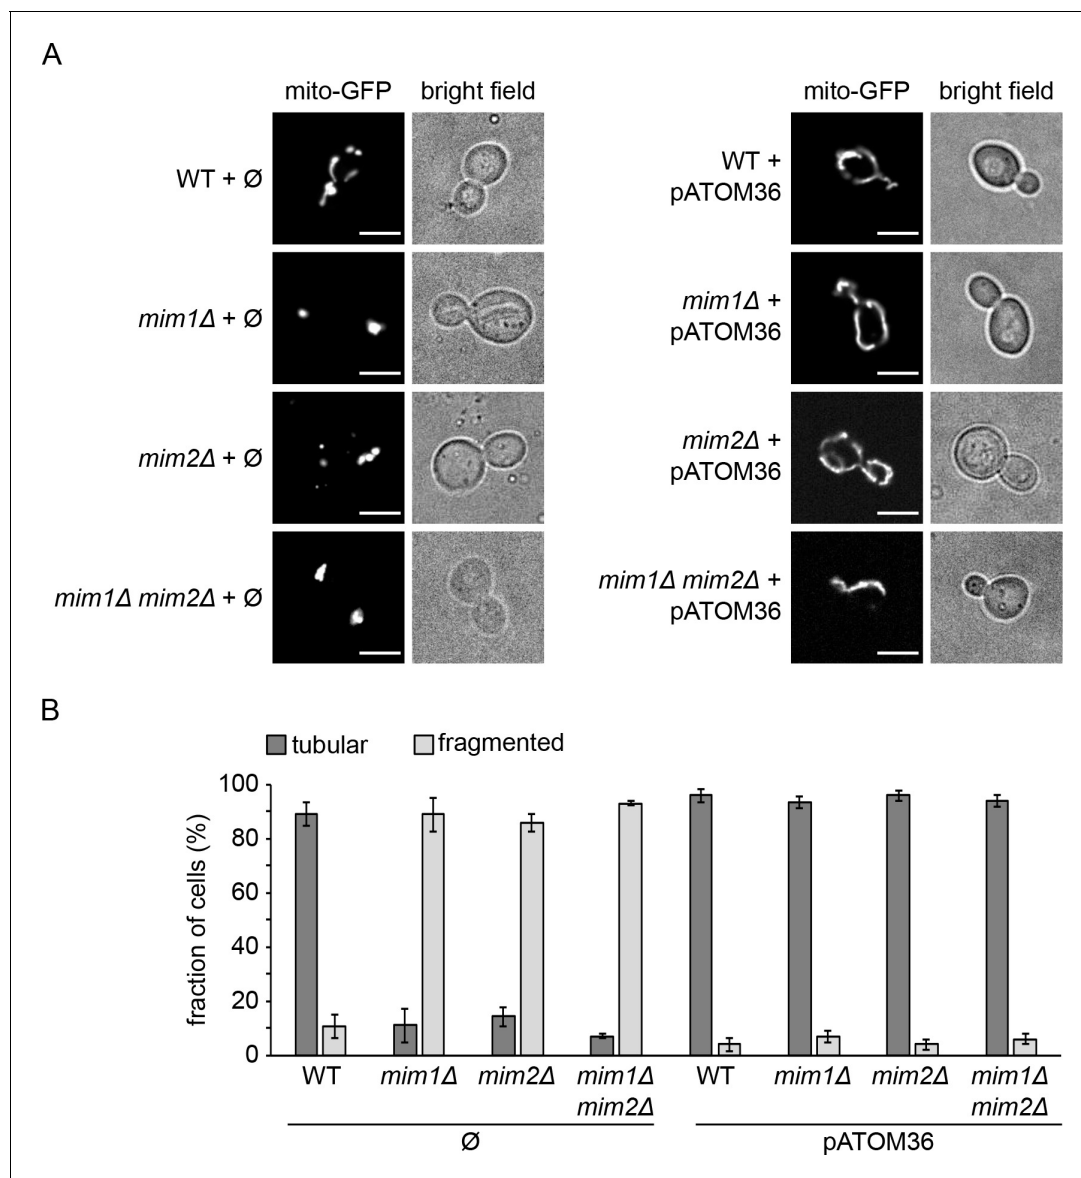 A
mito-GFP bright field
mito-GFP bright field
WT + Ø
WT +
pATOM36
mim1Δ + Ø
mim1Δ +
pATOM36
mim2Δ + Ø
mim2Δ +
pATOM36
mim1Δ mim2Δ + Ø
mim1Δ mim2Δ +
pATOM36
B
tubular fragmented
fraction of cells (%)
100
80
60
40
20
0
WT mim1Δ mim2Δ mim1Δ WT mim1Δ mim2Δ mim1Δ
mim2Δ mim2Δ
Ø pATOM36